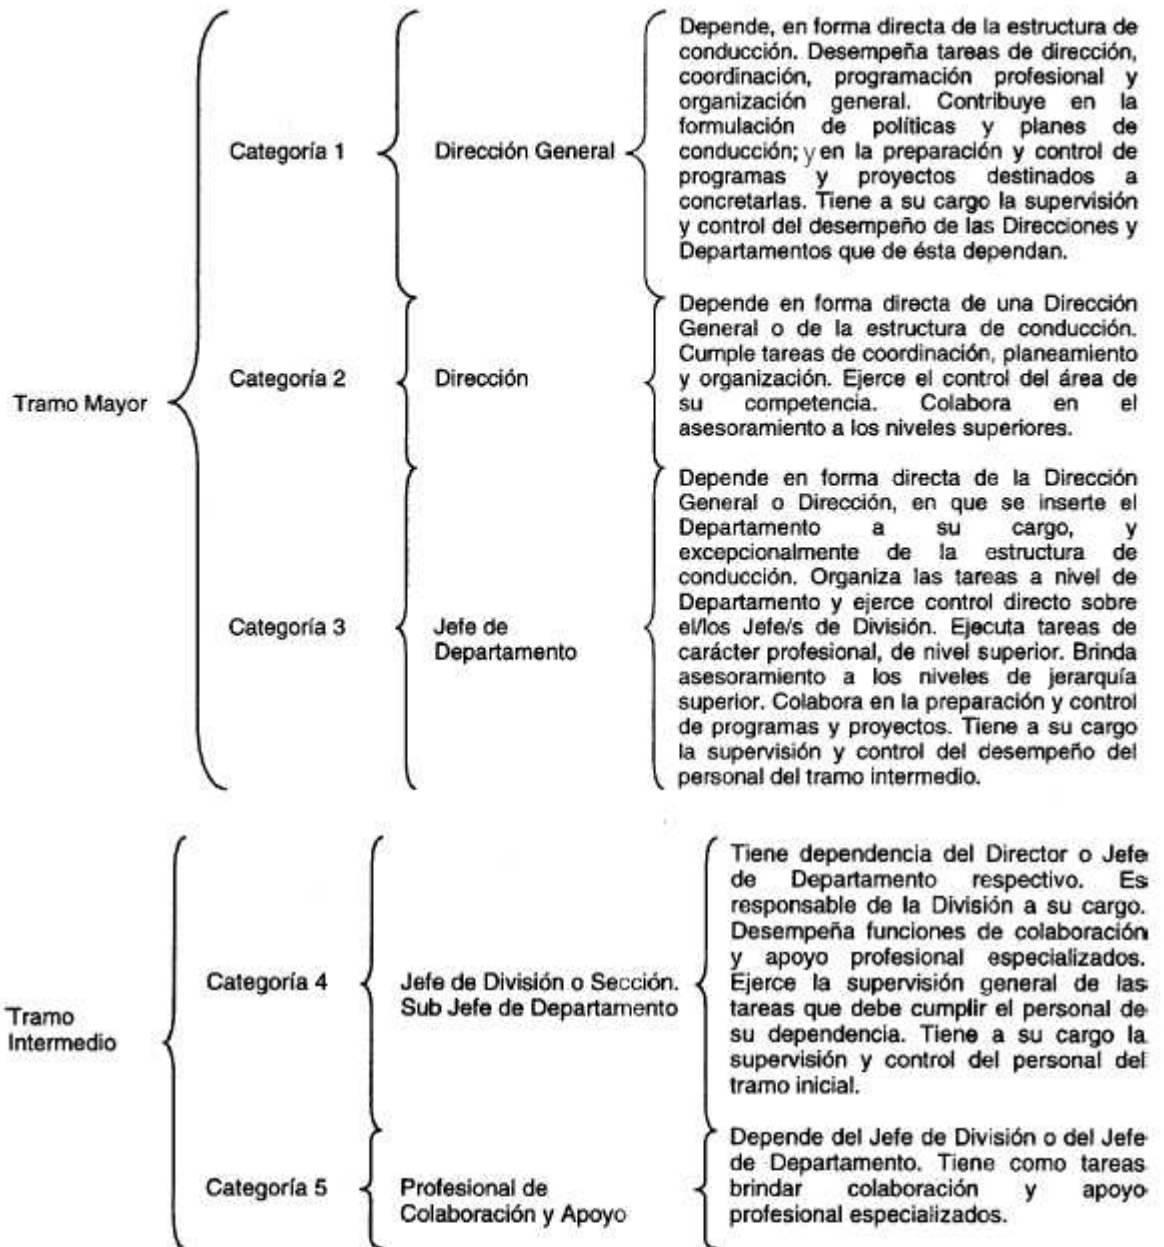 Tramo Mayor
Categoría 1
Dirección General
Depende, en forma directa de la estructura de
conducción. Desempeña tareas de dirección,
coordinación, programación profesional y
organización general. Contribuye en la
formulación de políticas y planes de
conducción; y en la preparación y control de
programas y proyectos destinados a
concretarlas. Tiene a su cargo la supervisión
y control del desempeño de las Direcciones y
Departamentos que de ésta dependan.
Categoría 2
Dirección
Depende en forma directa de una Dirección
General o de la estructura de conducción.
Cumple tareas de coordinación, planeamiento
y organización. Ejerce el control del área de
su competencia. Colabora en el
asesoramiento a los niveles superiores.
Categoría 3
Jefe de
Departamento
Depende en forma directa de la Dirección
General o Dirección, en que se inserte el
Departamento a su cargo, y
excepcionalmente de la estructura de
conducción. Organiza las tareas a nivel de
Departamento y ejerce control directo sobre
el/los Jefe/s de División. Ejecuta tareas de
carácter profesional, de nivel superior. Brinda
asesoramiento a los niveles de jerarquía
superior. Colabora en la preparación y control
de programas y proyectos. Tiene a su cargo
la supervisión y control del desempeño del
personal del tramo intermedio.
Tramo
Intermedio
Categoría 4
Jefe de División o Sección.
Sub Jefe de Departamento
Tiene dependencia del Director o Jefe
de Departamento respectivo. Es
responsable de la División a su cargo.
Desempeña funciones de colaboración
y apoyo profesional especializados.
Ejerce la supervisión general de las
tareas que debe cumplir el personal de
su dependencia. Tiene a su cargo la
supervisión y control del personal del
tramo inicial.
Categoría 5
Profesional de
Colaboración y Apoyo
Depende del Jefe de División o del Jefe
de Departamento. Tiene como tareas
brindar colaboración y apoyo
profesional especializados.